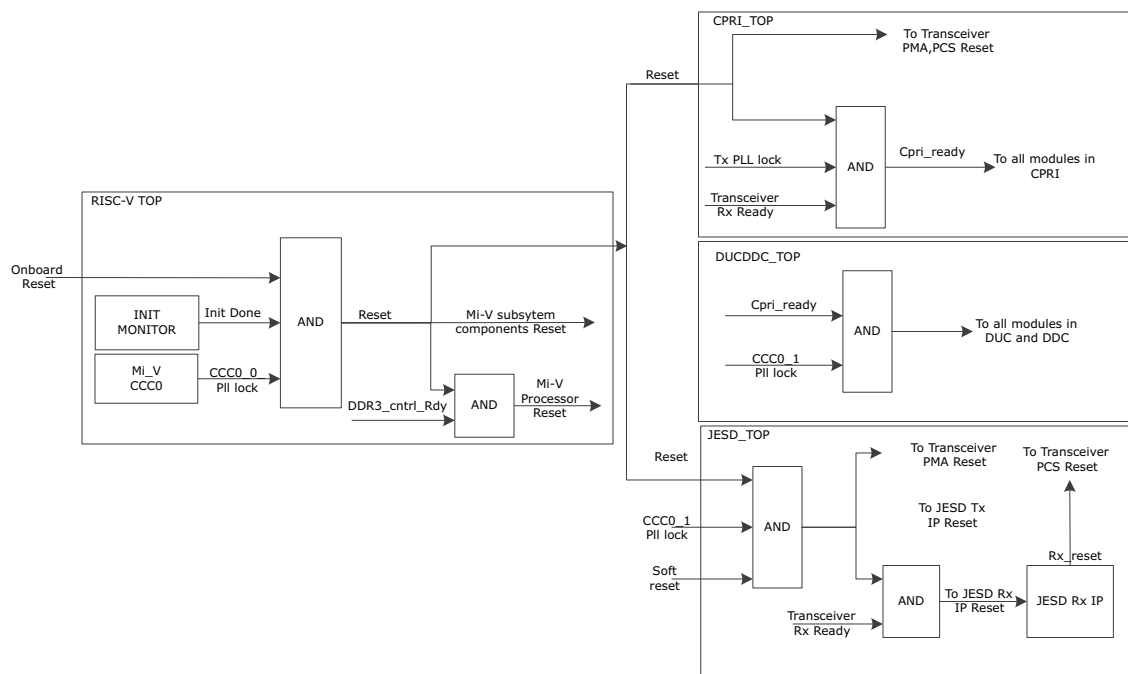 CPRI_TOP
To Transceiver
PMA,PCS Reset
Reset
Tx PLL lock
AND
Cpri_ready
To all modules in
CPRI
Transceiver
Rx Ready
RISC-V TOP
Onboard
Reset
INIT
MONITOR
Init Done
AND
Reset
Mi-V subsytem
components Reset
Mi_V
CCC0
CCC0_0_
Pll lock
DDR3_cntrl_Rdy
AND
Mi-V
Processor
Reset
DUCDDC_TOP
Cpri_ready
AND
To all modules in
DUC and DDC
CCC0_1
Pll lock
JESD_TOP
Reset
To Transceiver
PMA Reset
To Transceiver
PCS Reset
CCC0_1
Pll lock
AND
To JESD Tx
IP Reset
Soft
reset
Rx_reset
Transceiver
Rx Ready
AND
To JESD Rx
IP Reset
JESD Rx IP